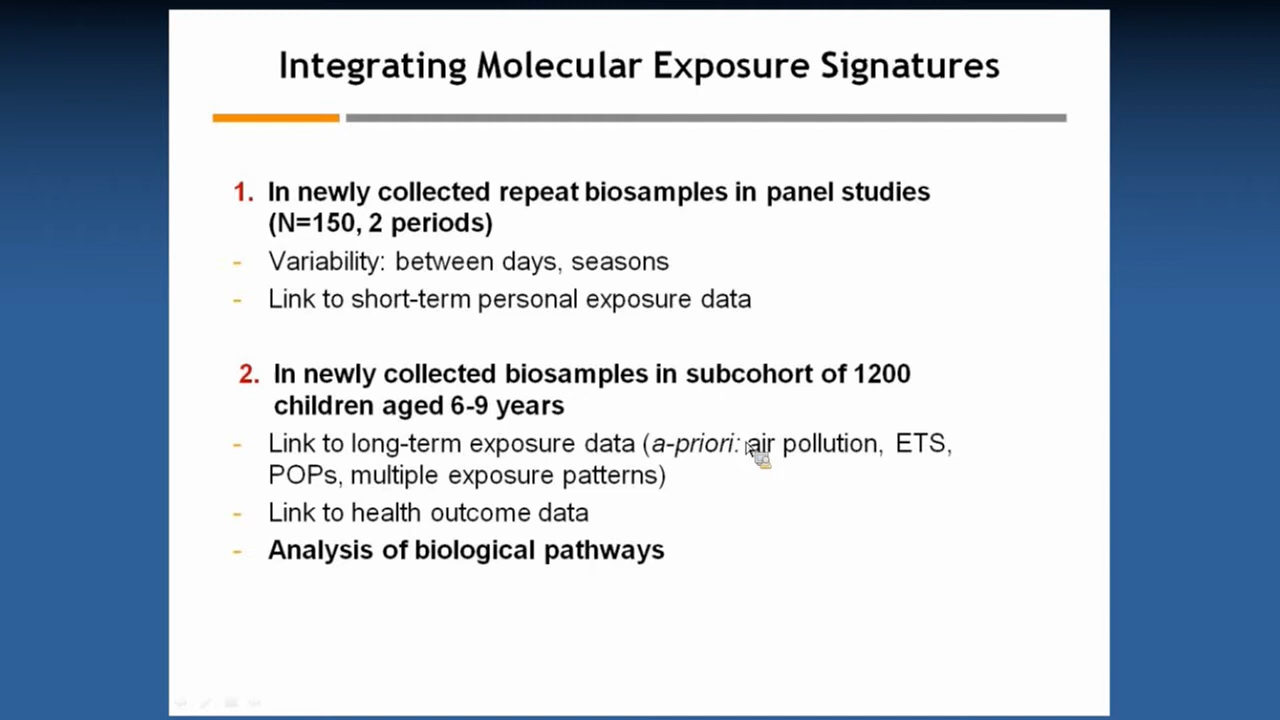 Integrating Molecular Exposure Signatures
1. In newly collected repeat biosamples in panel studies
(N=150, 2 periods)
- Variability: between days, seasons
- Link to short-term personal exposure data
2. In newly collected biosamples in subcohort of 1200
children aged 6-9 years
- Link to long-term exposure data (a-priori: air pollution, ETS,
POPs, multiple exposure patterns)
- Link to health outcome data
- Analysis of biological pathways